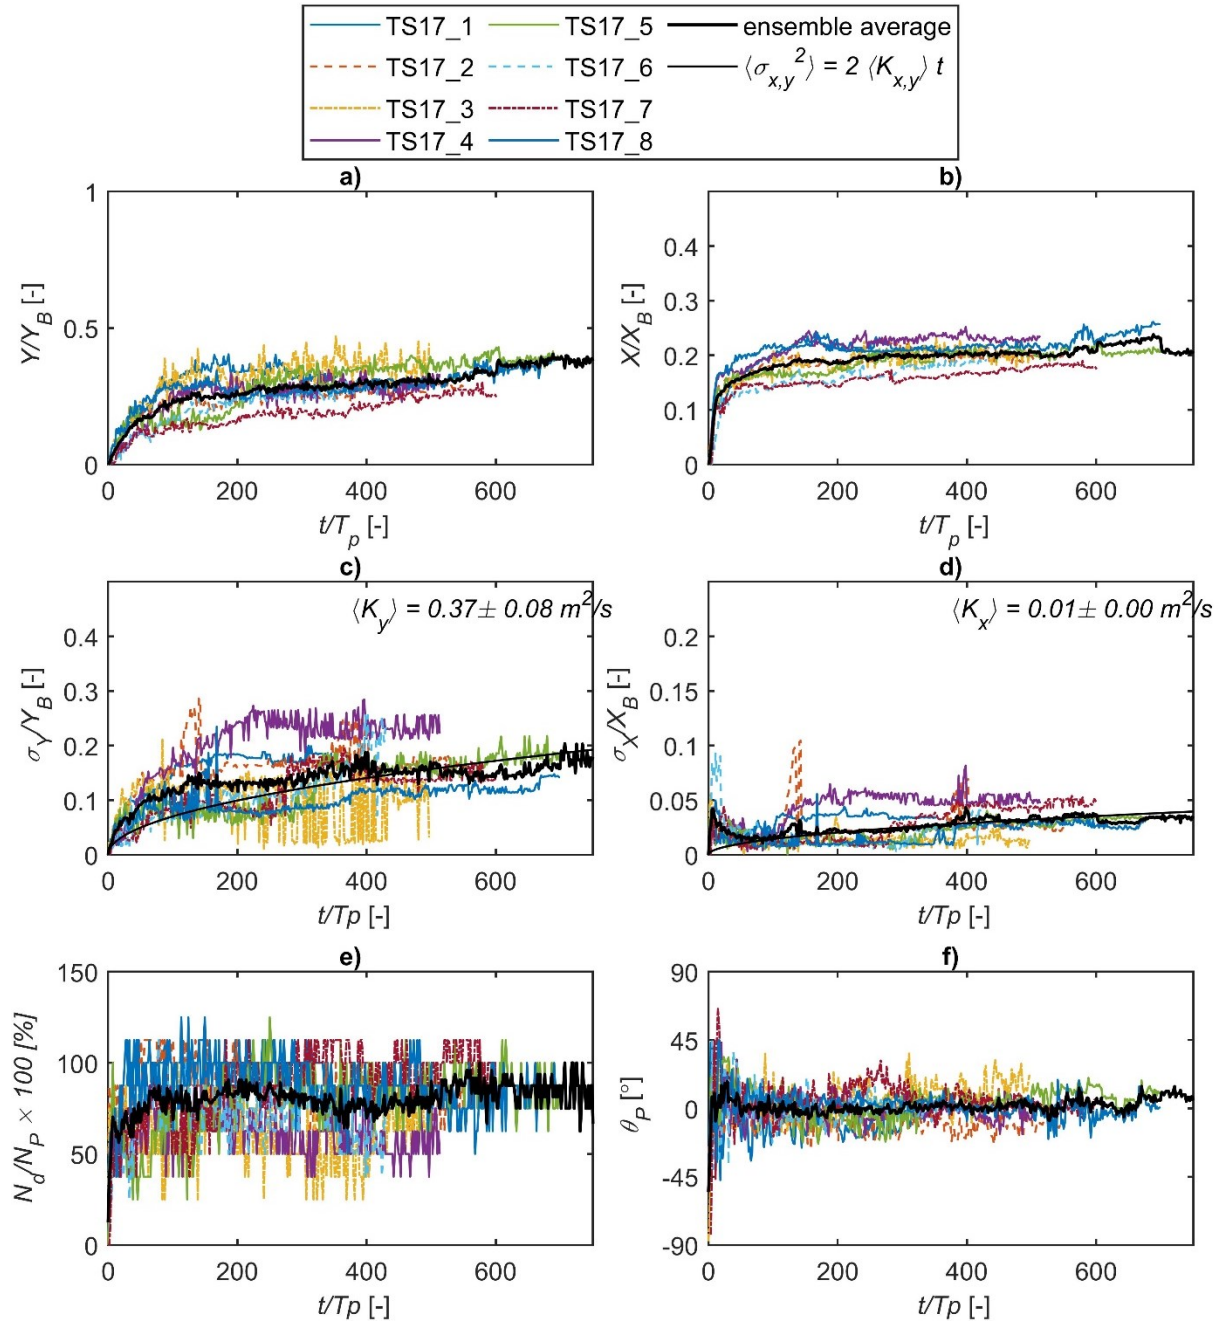 TS17_1 TS17_5 ensemble average
TS17_2 TS17_6 ⟨σx,y²⟩ = 2 ⟨Kx,y⟩ t
TS17_3 TS17_7
TS17_4 TS17_8
a)
1
0.5
0
Y/YB [-]
0 200 400 600
t/Tp [-]
b)
0.4
0.3
0.2
0.1
0
X/XB [-]
0 200 400 600
t/Tp [-]
c)
⟨Ky⟩ = 0.37± 0.08 m²/s
0.4
0.3
0.2
0.1
0
σY/YB [-]
0 200 400 600
t/Tp [-]
d)
⟨Kx⟩ = 0.01± 0.00 m²/s
0.2
0.15
0.1
0.05
0
σX/XB [-]
0 200 400 600
t/Tp [-]
e)
150
100
50
0
Nd/NP × 100 [%]
0 200 400 600
t/Tp [-]
f)
90
45
0
-45
-90
θP [°]
0 200 400 600
t/Tp [-]